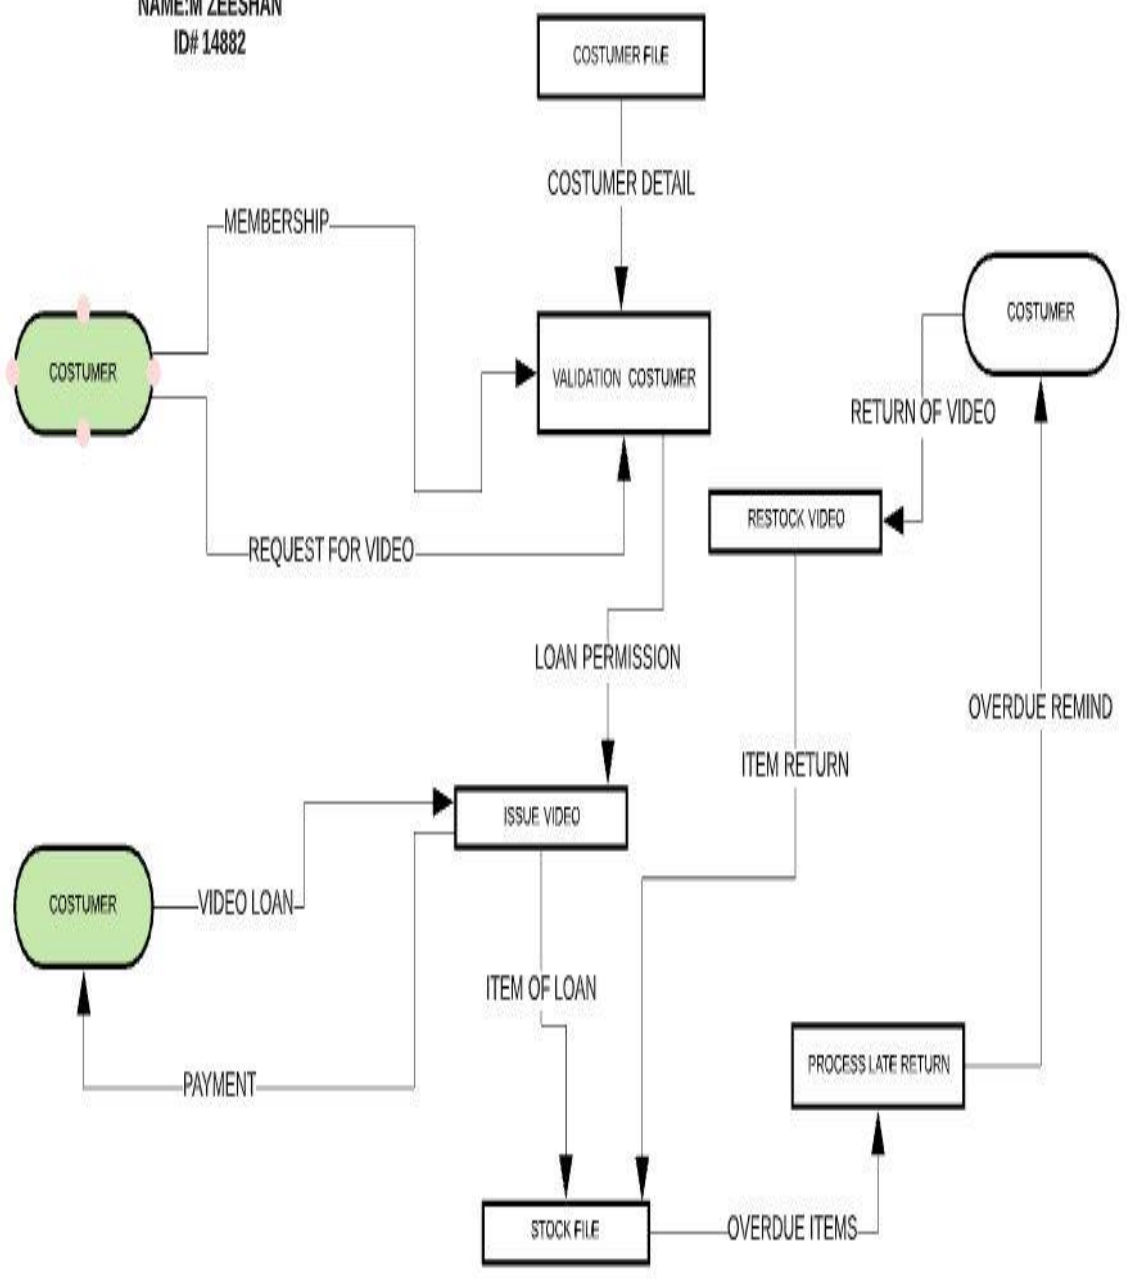 NAME:M ZEESHAN
ID# 14882
COSTUMER FILE
COSTUMER DETAIL
MEMBERSHIP
COSTUMER
COSTUMER
VALIDATION COSTUMER
RETURN OF VIDEO
RESTOCK VIDEO
REQUEST FOR VIDEO
LOAN PERMISSION
OVERDUE REMIND
ITEM RETURN
ISSUE VIDEO
COSTUMER
VIDEO LOAN
ITEM OF LOAN
PROCESS LATE RETURN
PAYMENT
STOCK FILE
OVERDUE ITEMS